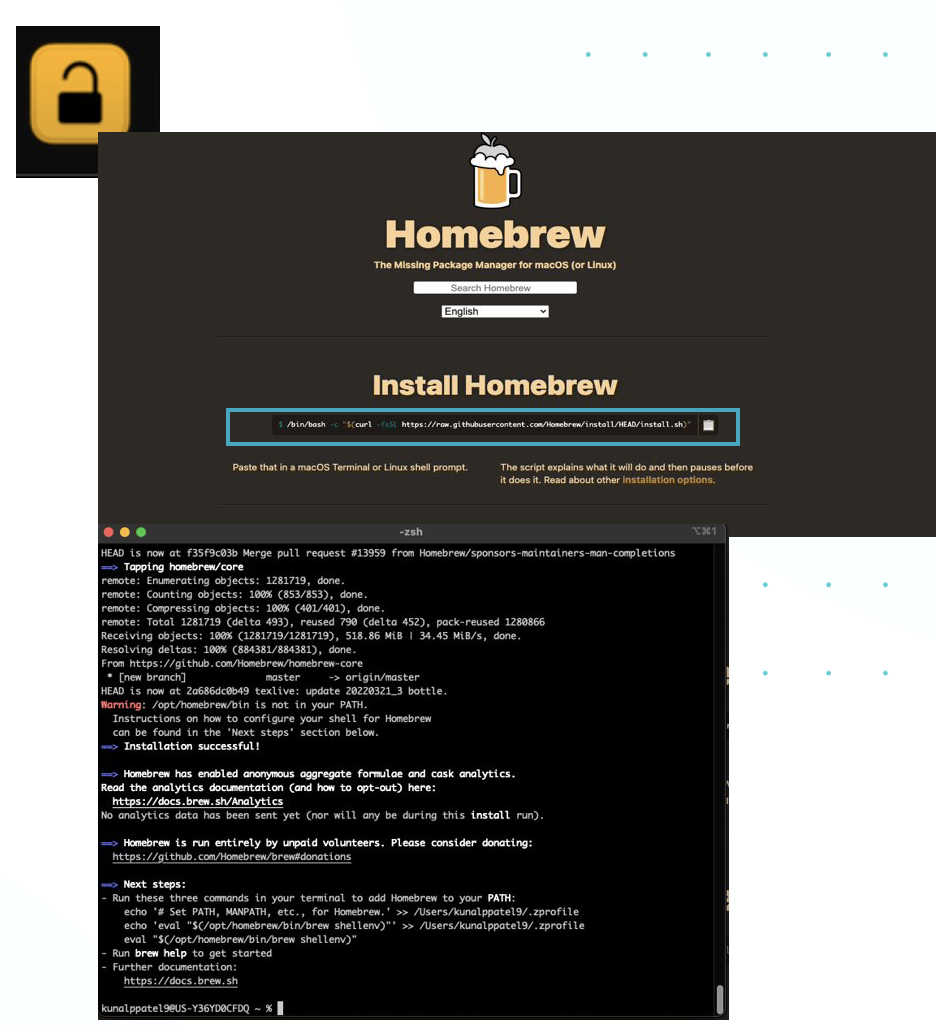 Homebrew
The Missing Package Manager for macOS (or Linux)
Search Homebrew
English
Install Homebrew
$ /bin/bash -c "$(curl -fsSL https://raw.githubusercontent.com/Homebrew/install/HEAD/install.sh)"
Paste that in a macOS Terminal or Linux shell prompt.
The script explains what it will do and then pauses before
it does it. Read about other installation options.
-zsh
⌥⌘1
HEAD is now at f35f9c03b Merge pull request #13959 from Homebrew/sponsors-maintainers-man-completions
==> Tapping homebrew/core
remote: Enumerating objects: 1281719, done.
remote: Counting objects: 100% (853/853), done.
remote: Compressing objects: 100% (401/401), done.
remote: Total 1281719 (delta 493), reused 790 (delta 452), pack-reused 1280866
Receiving objects: 100% (1281719/1281719), 518.86 MiB | 34.45 MiB/s, done.
Resolving deltas: 100% (884381/884381), done.
From https://github.com/Homebrew/homebrew-core
 * [new branch]             master     -> origin/master
HEAD is now at 2a686dc0b49 texlive: update 20220321_3 bottle.
Warning: /opt/homebrew/bin is not in your PATH.
  Instructions on how to configure your shell for Homebrew
  can be found in the 'Next steps' section below.
==> Installation successful!
==> Homebrew has enabled anonymous aggregate formulae and cask analytics.
Read the analytics documentation (and how to opt-out) here:
  https://docs.brew.sh/Analytics
No analytics data has been sent yet (nor will any be during this install run).
==> Homebrew is run entirely by unpaid volunteers. Please consider donating:
  https://github.com/Homebrew/brew#donations
==> Next steps:
- Run these three commands in your terminal to add Homebrew to your PATH:
    echo '# Set PATH, MANPATH, etc., for Homebrew.' >> /Users/kunalppatel9/.zprofile
    echo 'eval "$(/opt/homebrew/bin/brew shellenv)"' >> /Users/kunalppatel9/.zprofile
    eval "$(/opt/homebrew/bin/brew shellenv)"
- Run brew help to get started
- Further documentation:
    https://docs.brew.sh
kunalppatel9@US-Y36YD0CFDQ ~ %